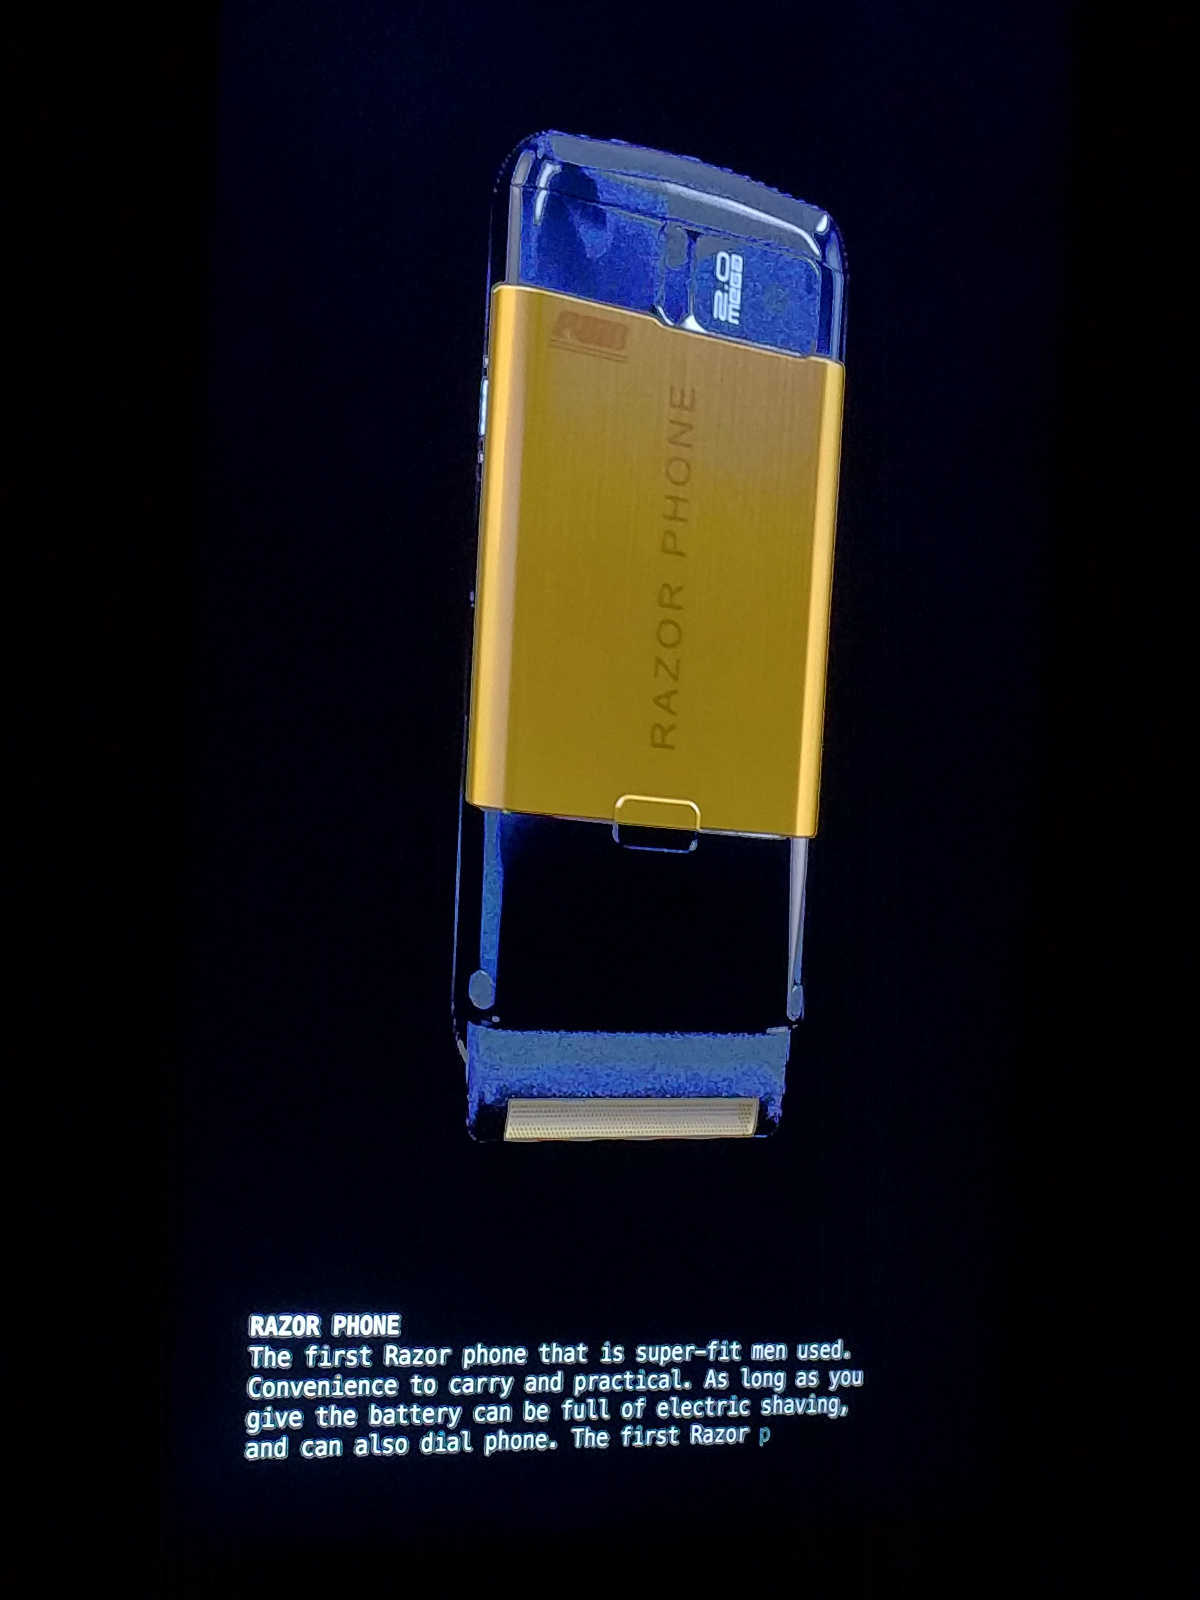 2.0
mega
RAZOR PHONE
RAZOR PHONE
The first Razor phone that is super-fit men used.
Convenience to carry and practical. As long as you
give the battery can be full of electric shaving,
and can also dial phone. The first Razor p